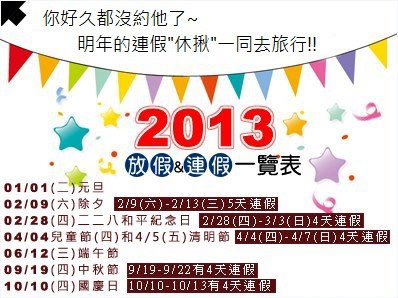 你好久都沒約他了~
明年的連假"休揪"一同去旅行!!
2013
放假&連假一覽表
01/01(二)元旦
02/09(六)除夕 2/9(六)-2/13(三)5天連假
02/28(四)二二八和平紀念日 2/28(四)-3/3(日)4天連假
04/04兒童節(四)和4/5(五)清明節 4/4(四)-4/7(日)4天連假
06/12(三)端午節
09/19(四)中秋節 9/19-9/22有4天連假
10/10(四)國慶日 10/10-10/13有4天連假